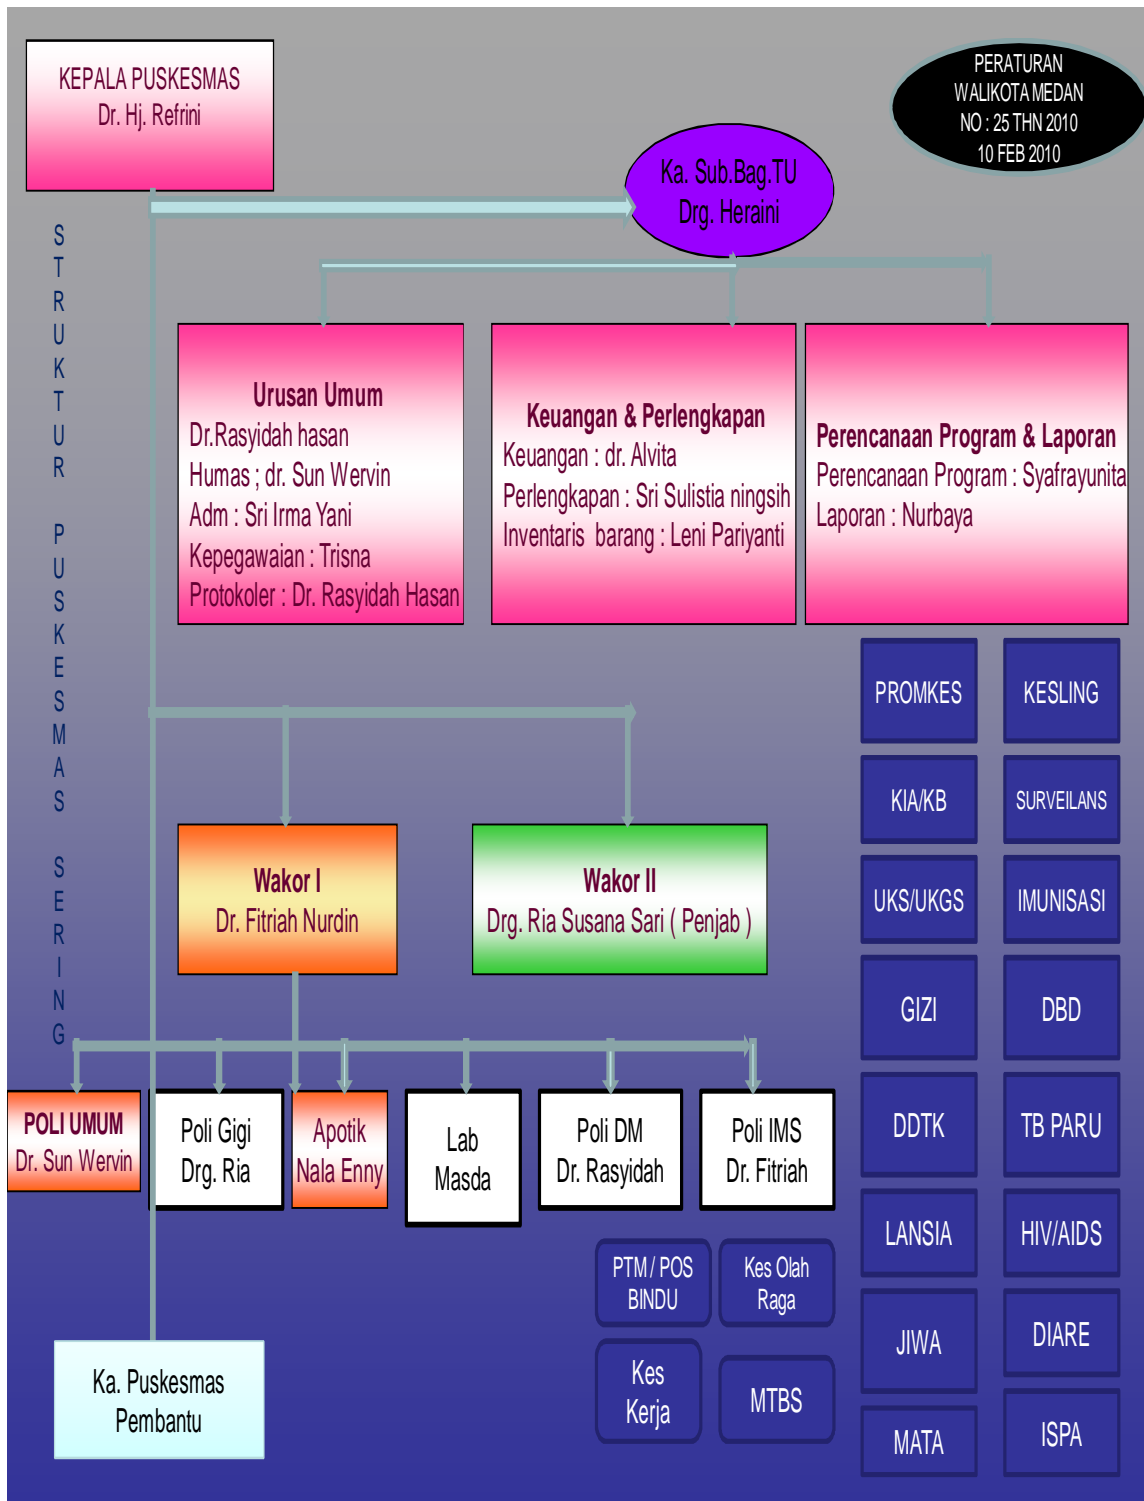 KEPALA PUSKESMAS
Dr. Hj. Refrini
PERATURAN
WALIKOTA MEDAN
NO : 25 THN 2010
10 FEB 2010
Ka. Sub.Bag.TU
Drg. Heraini
STRUKTUR PUSKESMAS SERING
Urusan Umum
Dr.Rasyidah hasan
Humas ; dr. Sun Wervin
Adm : Sri Irma Yani
Kepegawaian : Trisna
Protokoler : Dr. Rasyidah Hasan
Keuangan & Perlengkapan
Keuangan : dr. Alvita
Perlengkapan : Sri Sulistia ningsih
Inventaris barang : Leni Pariyanti
Perencanaan Program & Laporan
Perencanaan Program : Syafrayunita
Laporan : Nurbaya
Wakor I
Dr. Fitriah Nurdin
Wakor II
Drg. Ria Susana Sari ( Penjab )
POLI UMUM
Dr. Sun Wervin
Poli Gigi
Drg. Ria
Apotik
Nala Enny
Lab
Masda
Poli DM
Dr. Rasyidah
Poli IMS
Dr. Fitriah
Ka. Puskesmas
Pembantu
PROMKES
KESLING
KIA/KB
SURVEILANS
UKS/UKGS
IMUNISASI
GIZI
DBD
DDTK
TB PARU
LANSIA
HIV/AIDS
PTM / POS
BINDU
Kes Olah
Raga
JIWA
DIARE
Kes
Kerja
MTBS
MATA
ISPA